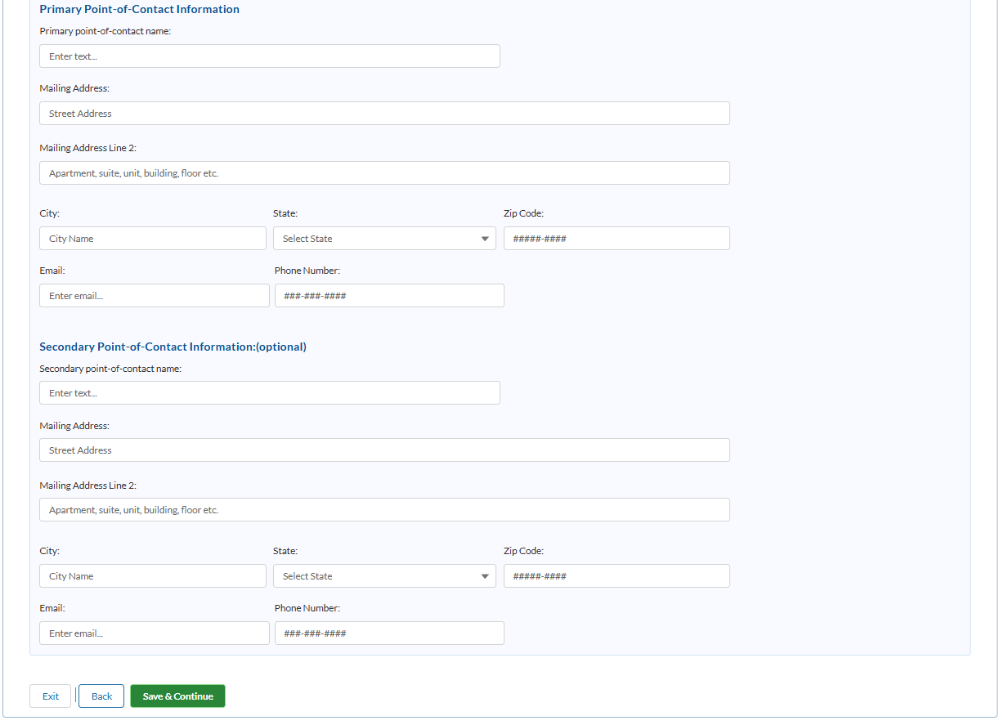 Primary Point-of-Contact Information
Primary point-of-contact name:
Enter text...
Mailing Address:
Street Address
Mailing Address Line 2:
Apartment, suite, unit, building, floor etc.
City: State: Zip Code:
City Name Select State #####-####
Email: Phone Number:
Enter email... ###-###-####
Secondary Point-of-Contact Information:(optional)
Secondary point-of-contact name:
Enter text...
Mailing Address:
Street Address
Mailing Address Line 2:
Apartment, suite, unit, building, floor etc.
City: State: Zip Code:
City Name Select State #####-####
Email: Phone Number:
Enter email... ###-###-####
Exit | Back Save & Continue